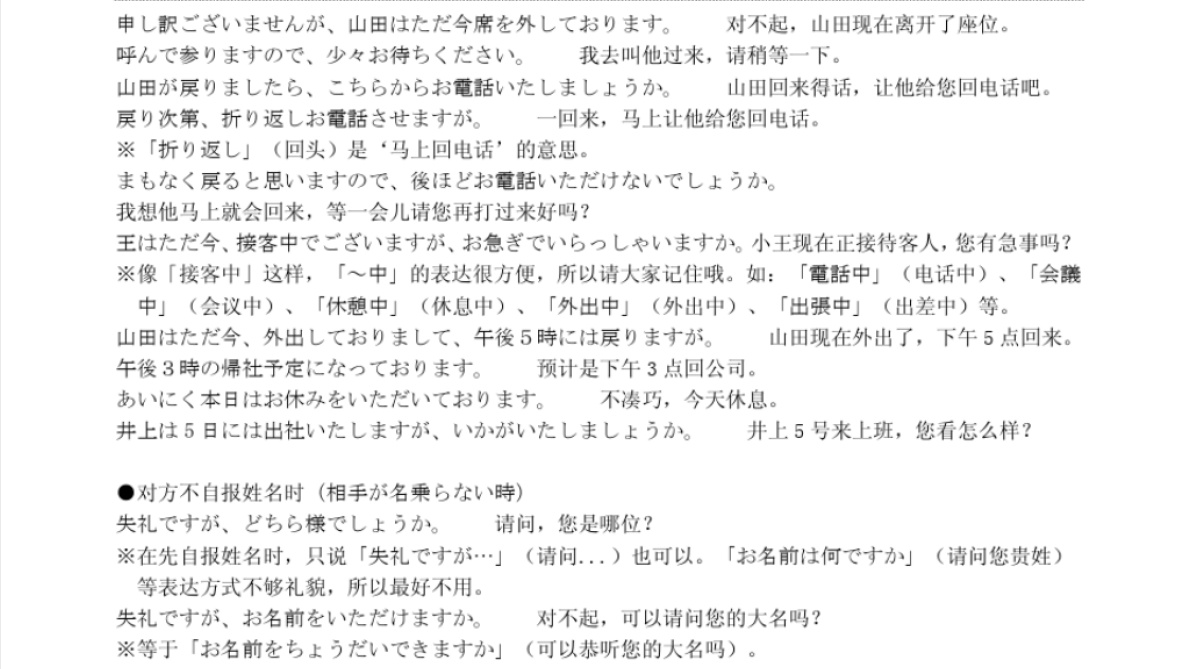 申し訳ございませんが、山田はただ今席を外しております。　　对不起，山田现在离开了座位。
呼んで参りますので、少々お待ちください。　　我去叫他过来，请稍等一下。
山田が戻りましたら、こちらからお電話いたしましょうか。　　山田回来得话，让他给您回电话吧。
戻り次第、折り返しお電話させますが。　　一回来，马上让他给您回电话。
※「折り返し」（回头）是‘马上回电话’的意思。
まもなく戻ると思いますので、後ほどお電話いただけないでしょうか。
我想他马上就会回来，等一会儿请您再打过来好吗？
王はただ今、接客中でございますが、お急ぎでいらっしゃいますか。小王现在正接待客人，您有急事吗？
※像「接客中」这样，「～中」的表达很方便，所以请大家记住哦。如：「電話中」（电话中）、「会議
中」（会议中）、「休憩中」（休息中）、「外出中」（外出中）、「出張中」（出差中）等。
山田はただ今、外出しておりまして、午後５時には戻りますが。　　山田现在外出了，下午 5 点回来。
午後３時の帰社予定になっております。　　预计是下午 3 点回公司。
あいにく本日はお休みをいただいております。　　不凑巧，今天休息。
井上は５日には出社いたしますが、いかがいたしましょうか。　　井上 5 号来上班，您看怎么样？
●对方不自报姓名时（相手が名乗らない時）
失礼ですが、どちら様でしょうか。　　请问，您是哪位？
※在先自报姓名时，只说「失礼ですが…」（请问...）也可以。「お名前は何ですか」（请问您贵姓）
等表达方式不够礼貌，所以最好不用。
失礼ですが、お名前をいただけますか。　　对不起，可以请问您的大名吗？
※等于「お名前をちょうだいできますか」（可以恭听您的大名吗）。